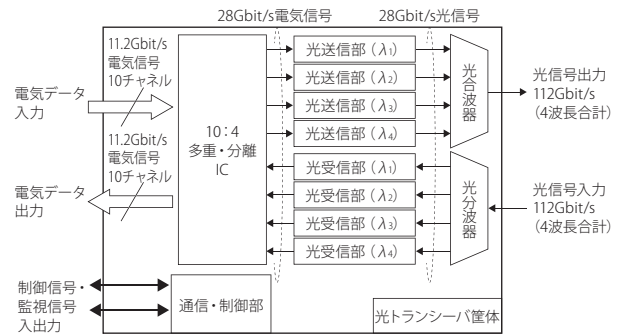 28Gbit/s電気信号
28Gbit/s光信号
11.2Gbit/s
電気信号
10チャネル
電気データ
入力
11.2Gbit/s
電気信号
10チャネル
電気データ
出力
10:4
多重・分離
IC
光送信部(λ1)
光送信部(λ2)
光送信部(λ3)
光送信部(λ4)
光受信部(λ1)
光受信部(λ2)
光受信部(λ3)
光受信部(λ4)
光合波器
光分波器
光信号出力
112Gbit/s
(4波長合計)
光信号入力
112Gbit/s
(4波長合計)
制御信号・
監視信号
入出力
通信・制御部
光トランシーバ筐体